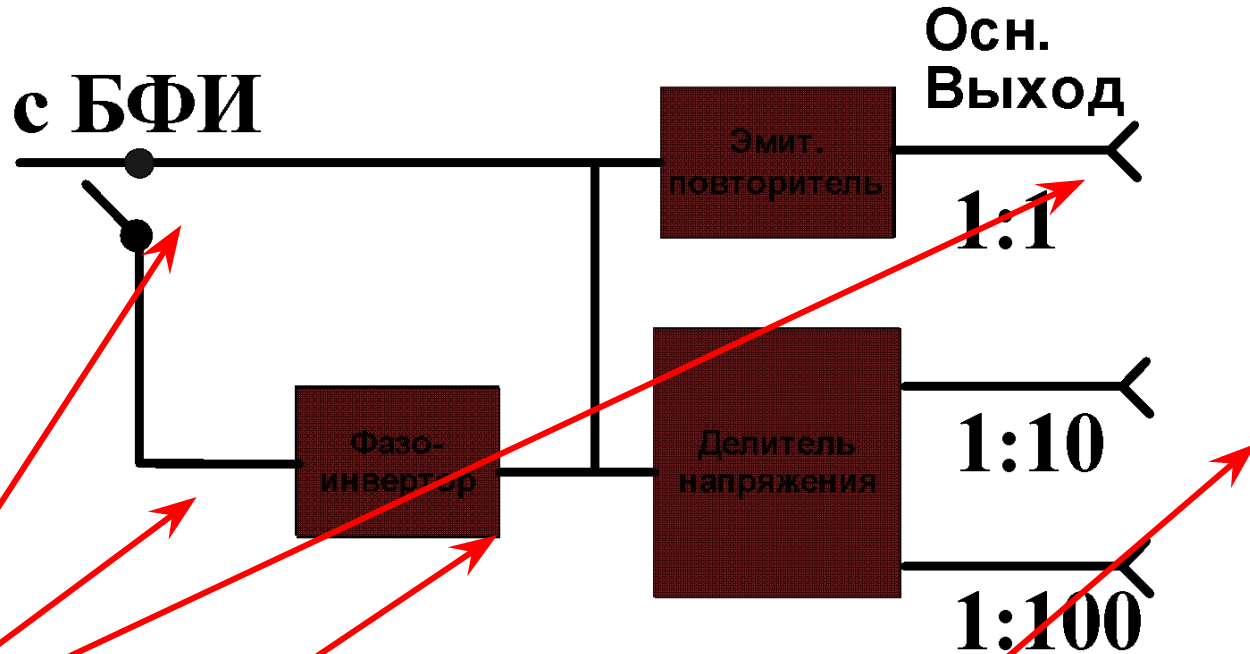 Осн.
Выход
с БФИ
Эмит.
повторитель
1:1
Фазо-
инвертор
Делитель
напряжения
1:10
1:100